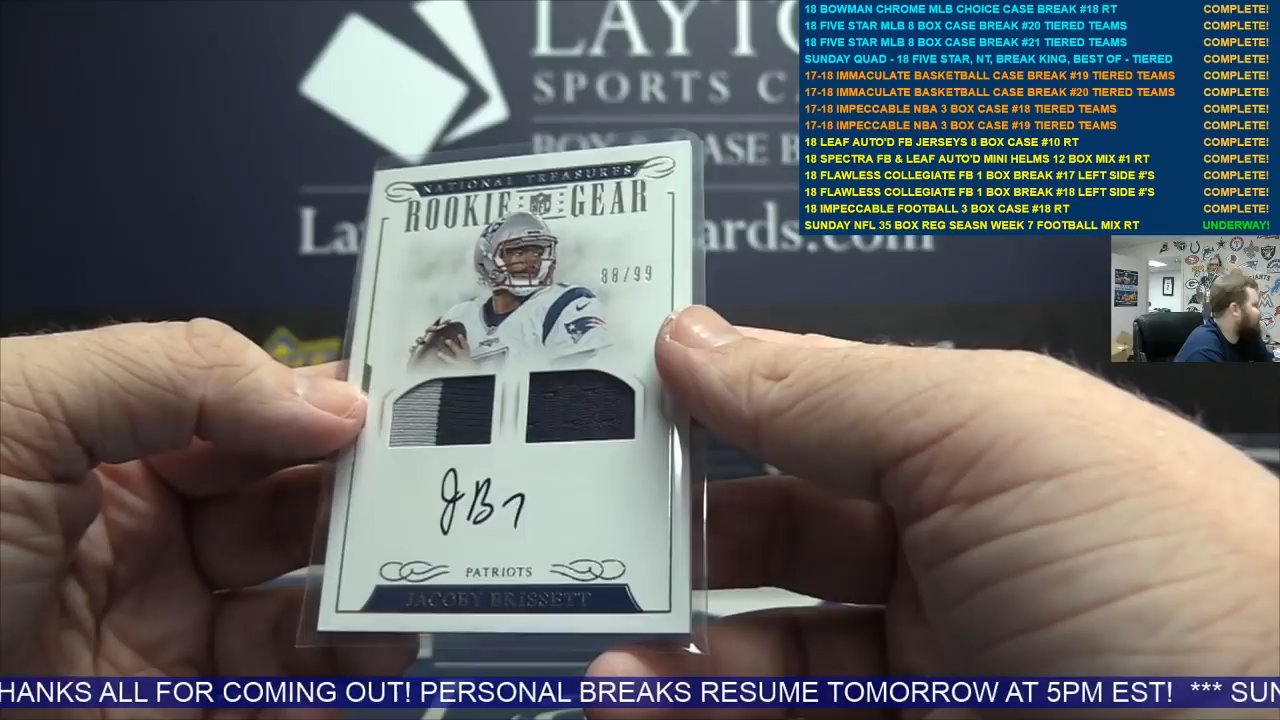 LAYTO
SPORTS C
BOX & CASE B
La
rds.com
NATIONAL TREASURES
ROOKIE NFL GEAR
88/99
JB7
PATRIOTS
JACOBY BRISSETT
18 BOWMAN CHROME MLB CHOICE CASE BREAK #18 RT COMPLETE!
18 FIVE STAR MLB 8 BOX CASE BREAK #20 TIERED TEAMS COMPLETE!
18 FIVE STAR MLB 8 BOX CASE BREAK #21 TIERED TEAMS COMPLETE!
SUNDAY QUAD - 18 FIVE STAR, NT, BREAK KING, BEST OF - TIERED COMPLETE!
17-18 IMMACULATE BASKETBALL CASE BREAK #19 TIERED TEAMS COMPLETE!
17-18 IMMACULATE BASKETBALL CASE BREAK #20 TIERED TEAMS COMPLETE!
17-18 IMPECCABLE NBA 3 BOX CASE #18 TIERED TEAMS COMPLETE!
17-18 IMPECCABLE NBA 3 BOX CASE #19 TIERED TEAMS COMPLETE!
18 LEAF AUTO'D FB JERSEYS 8 BOX CASE #10 RT COMPLETE!
18 SPECTRA FB & LEAF AUTO'D MINI HELMS 12 BOX MIX #1 RT COMPLETE!
18 FLAWLESS COLLEGIATE FB 1 BOX BREAK #17 LEFT SIDE #'S COMPLETE!
18 FLAWLESS COLLEGIATE FB 1 BOX BREAK #18 LEFT SIDE #'S COMPLETE!
18 IMPECCABLE FOOTBALL 3 BOX CASE #18 RT COMPLETE!
SUNDAY NFL 35 BOX REG SEASN WEEK 7 FOOTBALL MIX RT UNDERWAY!
HANKS ALL FOR COMING OUT! PERSONAL BREAKS RESUME TOMORROW AT 5PM EST! *** SUN